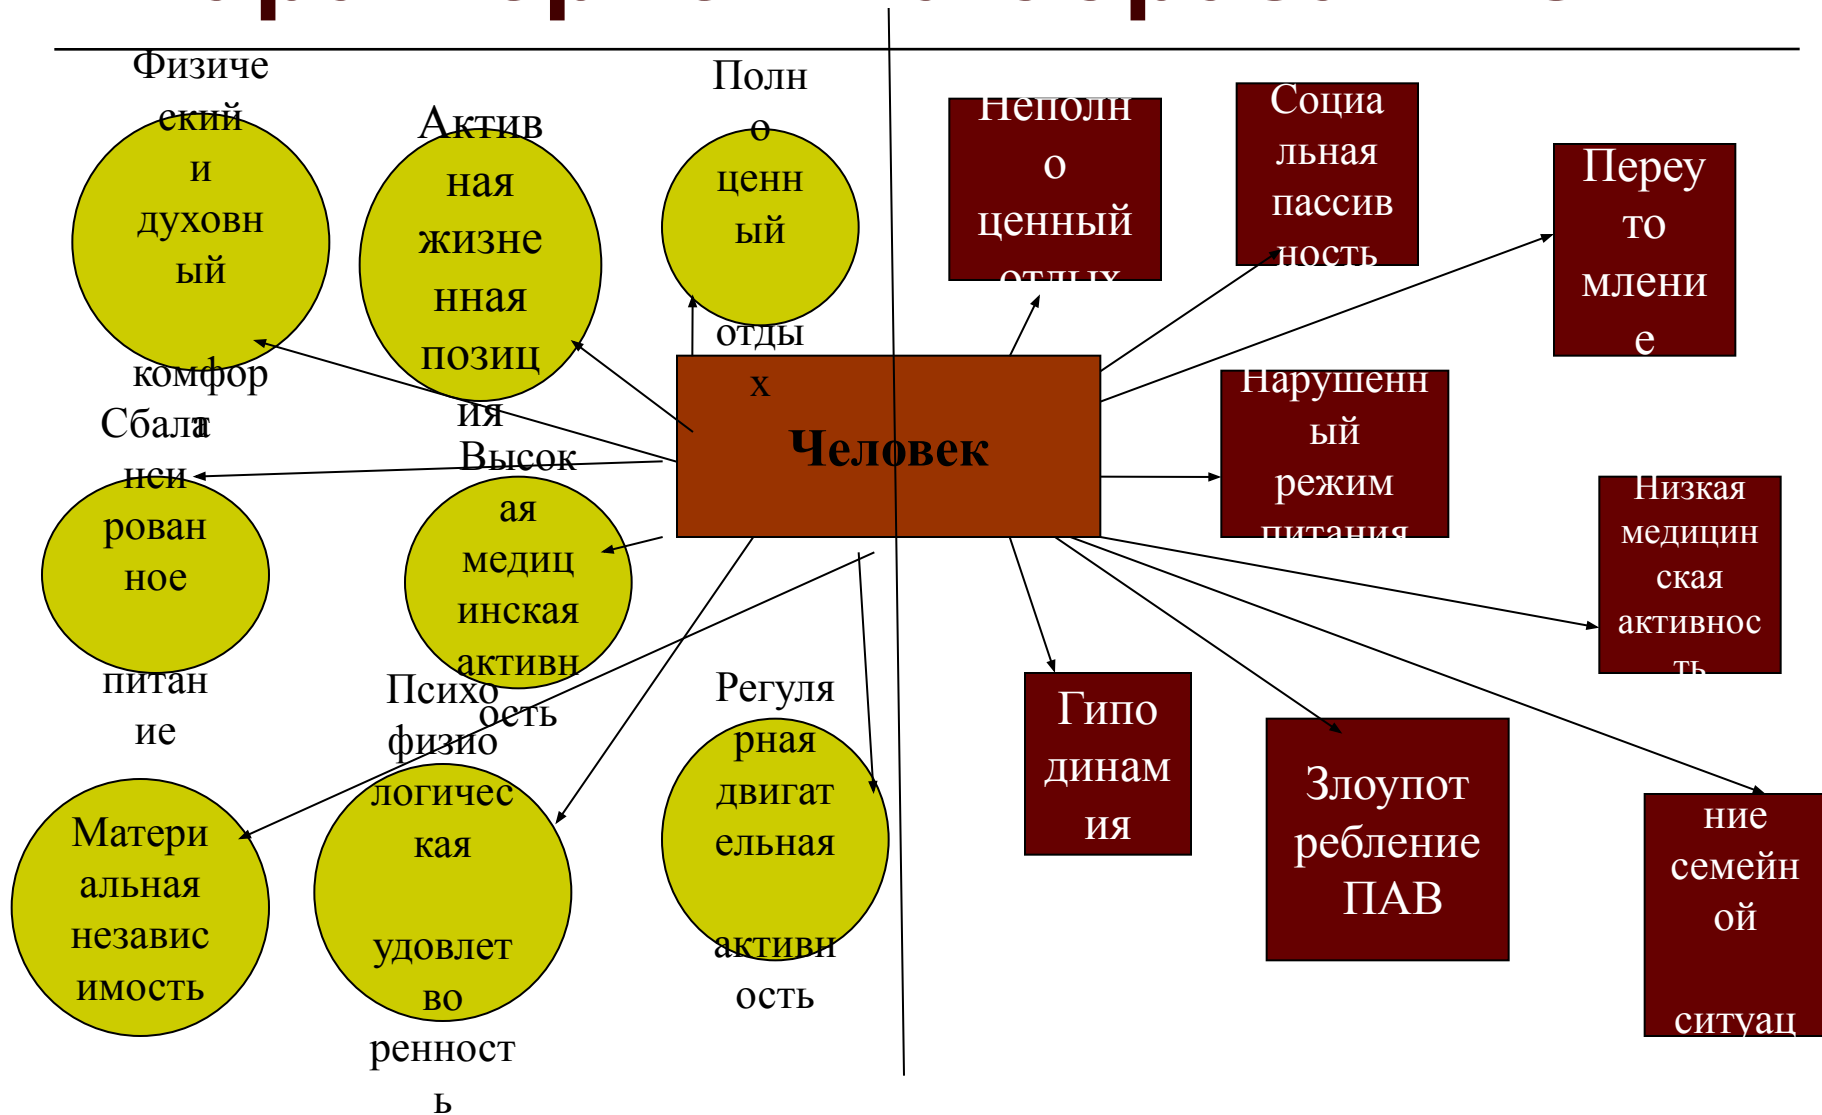 Физиче
ский
и
духовн
ый
комфор
т
Актив
ная
жизне
нная
позиц
ия
Полн
о
ценн
ый
отды
х
Неполн
о
ценный
отдых
Социа
льная
пассив
ность
Переу
то
млени
е
Человек
Сбала
нси
рован
ное
питан
ие
Высок
ая
медиц
инская
активн
ость
Нарушенн
ый
режим
питания
Низкая
медицин
ская
активнос
ть
Матери
альная
независ
имость
Психо
физио
логичес
кая
удовлет
во
ренност
ь
Регуля
рная
двигат
ельная
активн
ость
Гипо
динам
ия
Злоупот
ребление
ПАВ
ние
семейн
ой
ситуац